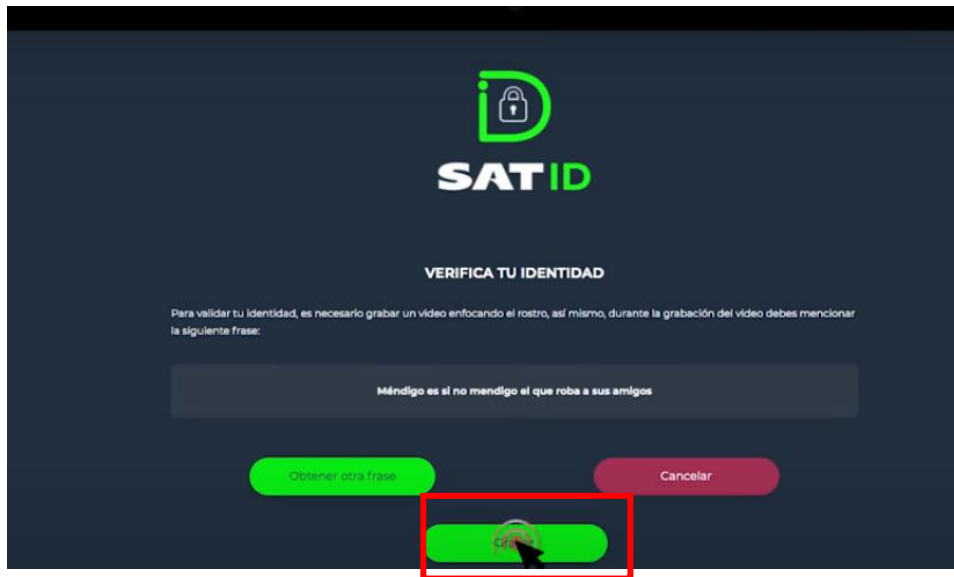 SAT ID
VERIFICA TU IDENTIDAD
Para validar tu identidad, es necesario grabar un video enfocando el rostro, así mismo, durante la grabación del video debes mencionar
la siguiente frase:
Méndigo es si no mendigo el que roba a sus amigos
Obtener otra frase
Cancelar